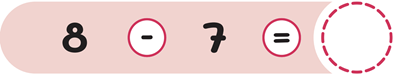 8 - 7 =